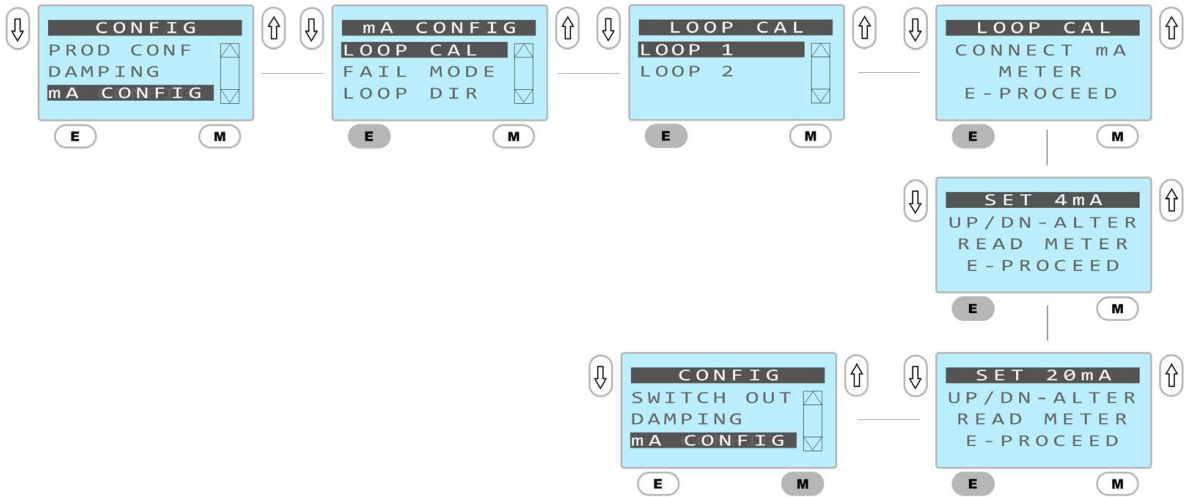 CONFIG
PROD CONF
DAMPING
mA CONFIG
E M
mA CONFIG
LOOP CAL
FAIL MODE
LOOP DIR
E M
LOOP CAL
LOOP 1
LOOP 2
E M
LOOP CAL
CONNECT mA
METER
E-PROCEED
E M
SET 4mA
UP/DN-ALTER
READ METER
E-PROCEED
E M
CONFIG
SWITCH OUT
DAMPING
mA CONFIG
E M
SET 20mA
UP/DN-ALTER
READ METER
E-PROCEED
E M